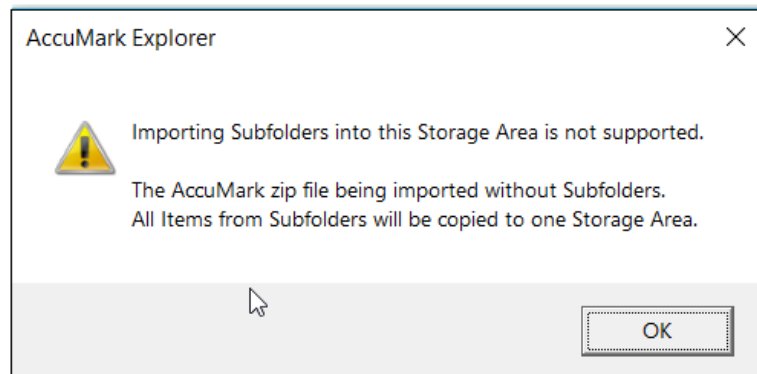 AccuMark Explorer
Importing Subfolders into this Storage Area is not supported.
The AccuMark zip file being imported without Subfolders.
All Items from Subfolders will be copied to one Storage Area.
OK